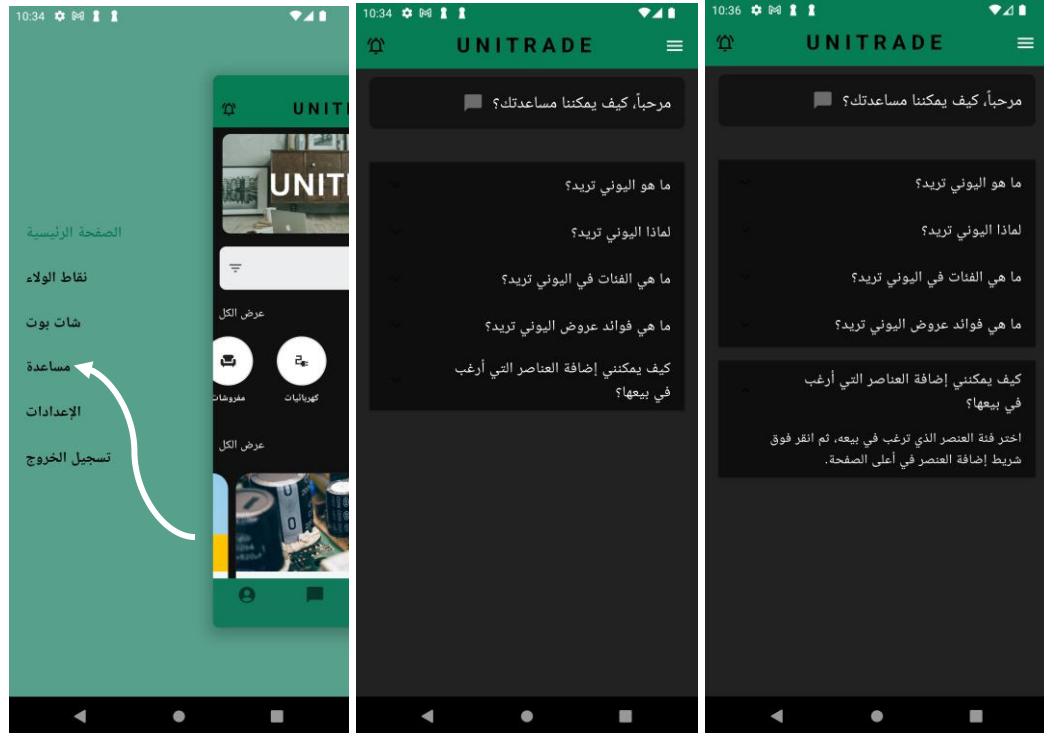 10:34
UNIT
UNIT
الصفحة الرئيسية
نقاط الولاء
شات بوت
مساعدة
الإعدادات
تسجيل الخروج
عرض الكل
كهربائيات
مفروشات
عرض الكل
10:34
UNITRADE
مرحباً، كيف يمكننا مساعدتك؟
ما هو اليوني تريد؟
لماذا اليوني تريد؟
ما هي الفئات في اليوني تريد؟
ما هي فوائد عروض اليوني تريد؟
كيف يمكنني إضافة العناصر التي أرغب
في بيعها؟
10:36
UNITRADE
مرحباً، كيف يمكننا مساعدتك؟
ما هو اليوني تريد؟
لماذا اليوني تريد؟
ما هي الفئات في اليوني تريد؟
ما هي فوائد عروض اليوني تريد؟
كيف يمكنني إضافة العناصر التي أرغب
في بيعها؟
اختر فئة العنصر الذي ترغب في بيعه، ثم انقر فوق
شريط إضافة العنصر في أعلى الصفحة.